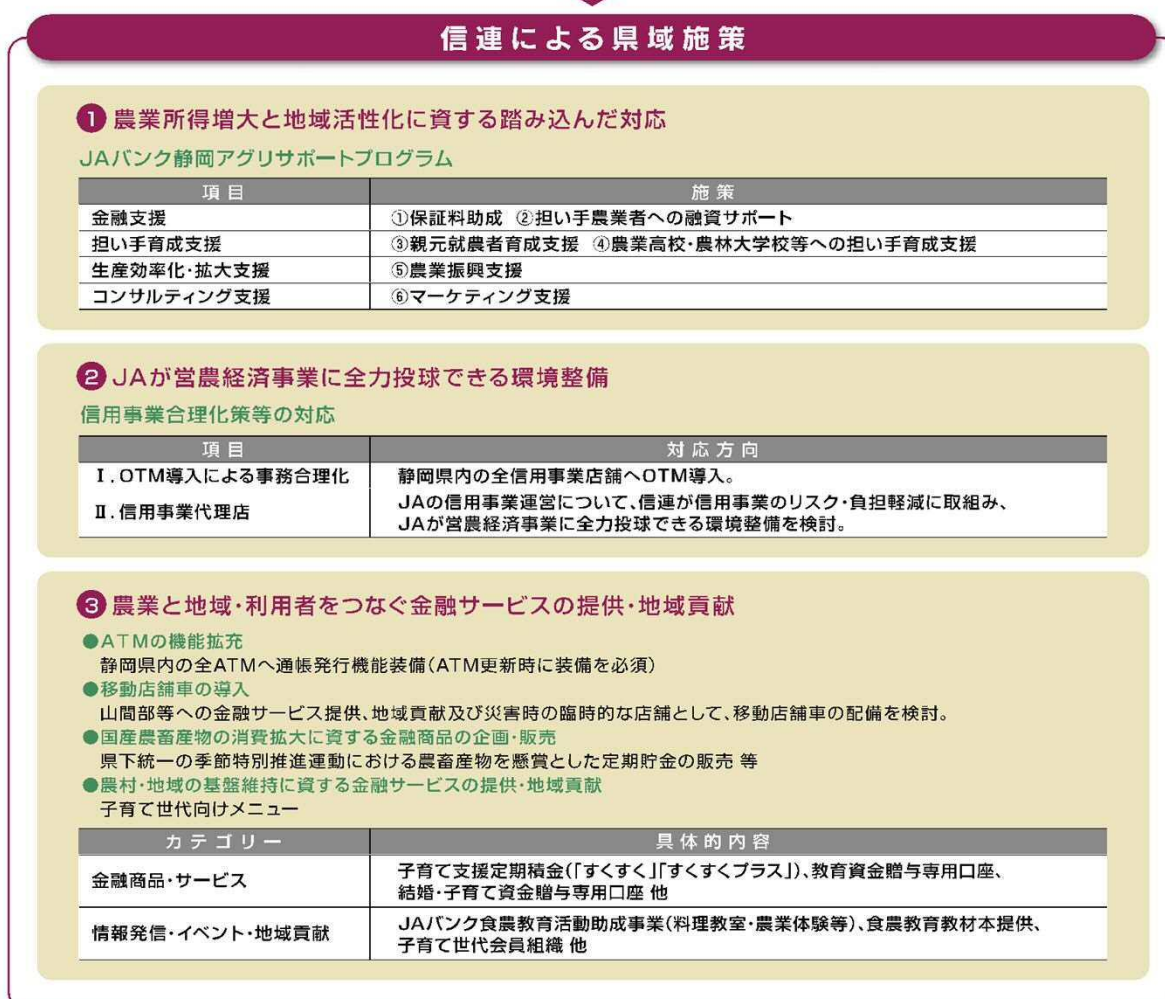 信連による県域施策
1 農業所得増大と地域活性化に資する踏み込んだ対応
JAバンク静岡アグリサポートプログラム
項目 施策
金融支援 ①保証料助成 ②担い手農業者への融資サポート
担い手育成支援 ③親元就農者育成支援 ④農業高校・農林大学校等への担い手育成支援
生産効率化・拡大支援 ⑤農業振興支援
コンサルティング支援 ⑥マーケティング支援
2 JAが営農経済事業に全力投球できる環境整備
信用事業合理化策等の対応
項目 対応方向
Ⅰ.OTM導入による事務合理化 静岡県内の全信用事業店舗へOTM導入。
Ⅱ.信用事業代理店 JAの信用事業運営について、信連が信用事業のリスク・負担軽減に取組み、
JAが営農経済事業に全力投球できる環境整備を検討。
3 農業と地域・利用者をつなぐ金融サービスの提供・地域貢献
●ATMの機能拡充
静岡県内の全ATMへ通帳発行機能装備(ATM更新時に装備を必須)
●移動店舗車の導入
山間部等への金融サービス提供、地域貢献及び災害時の臨時的な店舗として、移動店舗車の配備を検討。
●国産農畜産物の消費拡大に資する金融商品の企画・販売
県下統一の季節特別推進運動における農畜産物を懸賞とした定期貯金の販売 等
●農村・地域の基盤維持に資する金融サービスの提供・地域貢献
子育て世代向けメニュー
カテゴリー 具体的内容
金融商品・サービス 子育て支援定期積金(「すくすく」「すくすくプラス」)、教育資金贈与専用口座、
結婚・子育て資金贈与専用口座 他
情報発信・イベント・地域貢献 JAバンク食農教育活動助成事業(料理教室・農業体験等)、食農教育教材本提供、
子育て世代会員組織 他